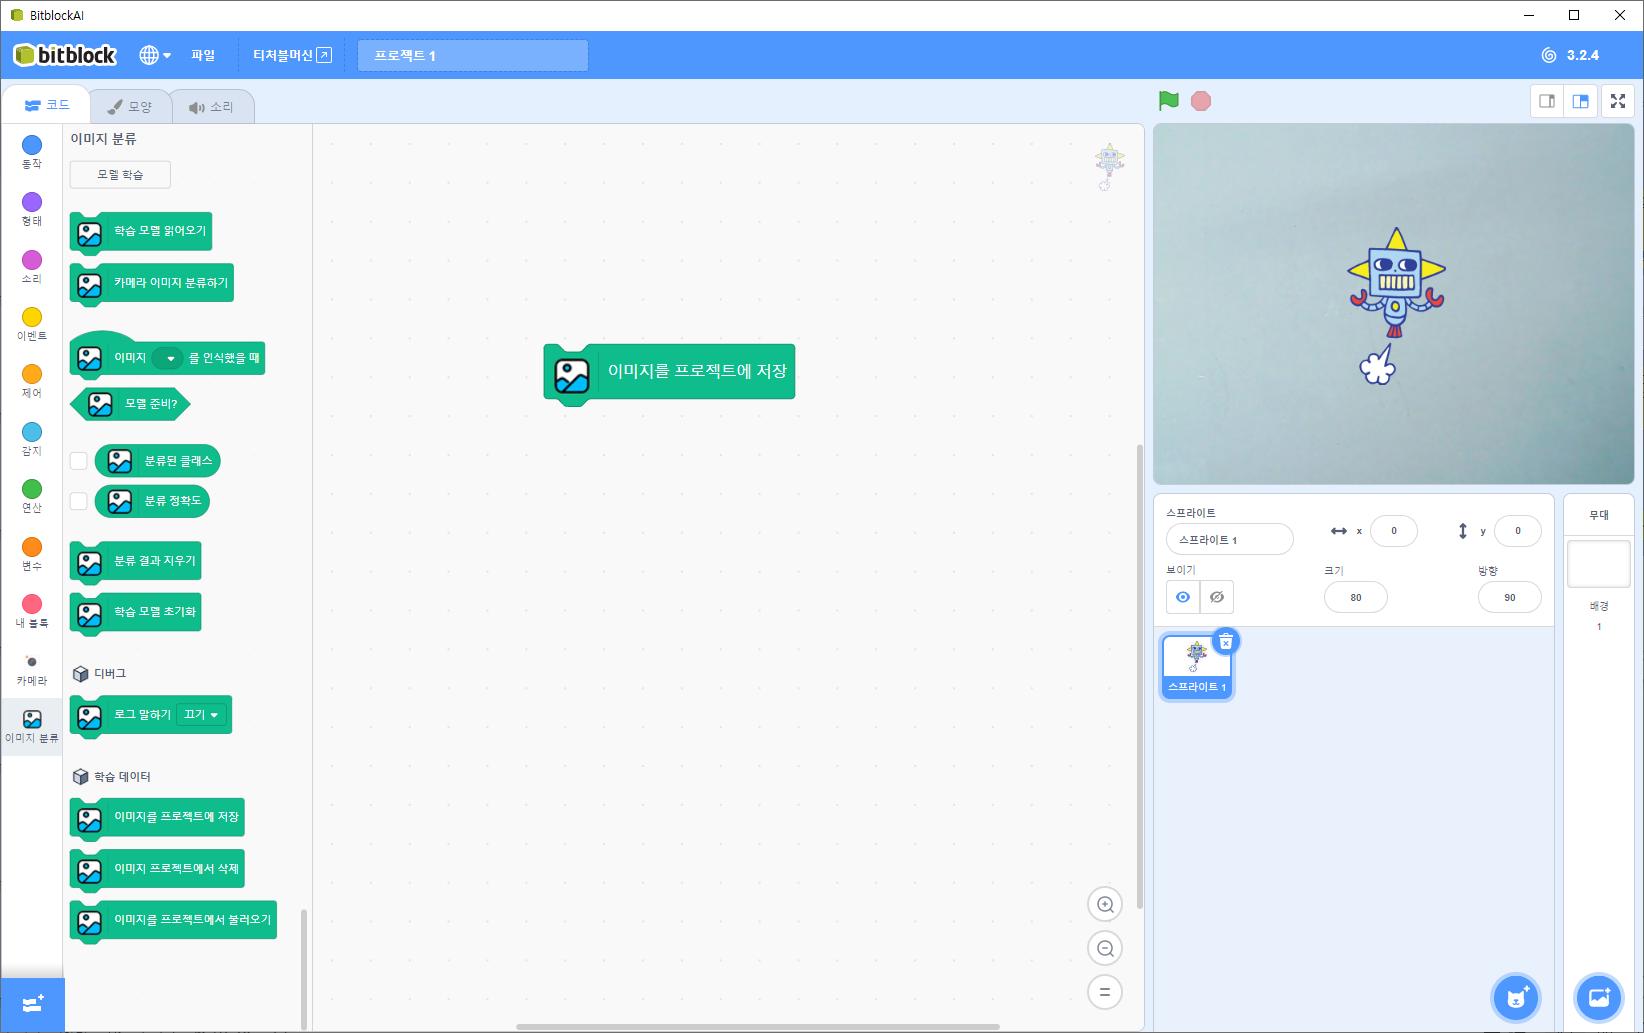 BitblockAI
bitblock
파일
티처블머신
프로젝트 1
3.2.4
코드
모양
소리
동작
형태
소리
이벤트
제어
감지
연산
변수
내 블록
카메라
이미지 분류
이미지 분류
모델 학습
학습 모델 읽어오기
카메라 이미지 분류하기
이미지 를 인식했을 때
모델 준비?
분류된 클래스
분류 정확도
분류 결과 지우기
학습 모델 초기화
디버그
로그 말하기 끄기
학습 데이터
이미지를 프로젝트에 저장
이미지 프로젝트에서 삭제
이미지를 프로젝트에서 불러오기
이미지를 프로젝트에 저장
스프라이트
스프라이트 1
x 0
y 0
보이기
크기
80
방향
90
스프라이트 1
무대
배경
1